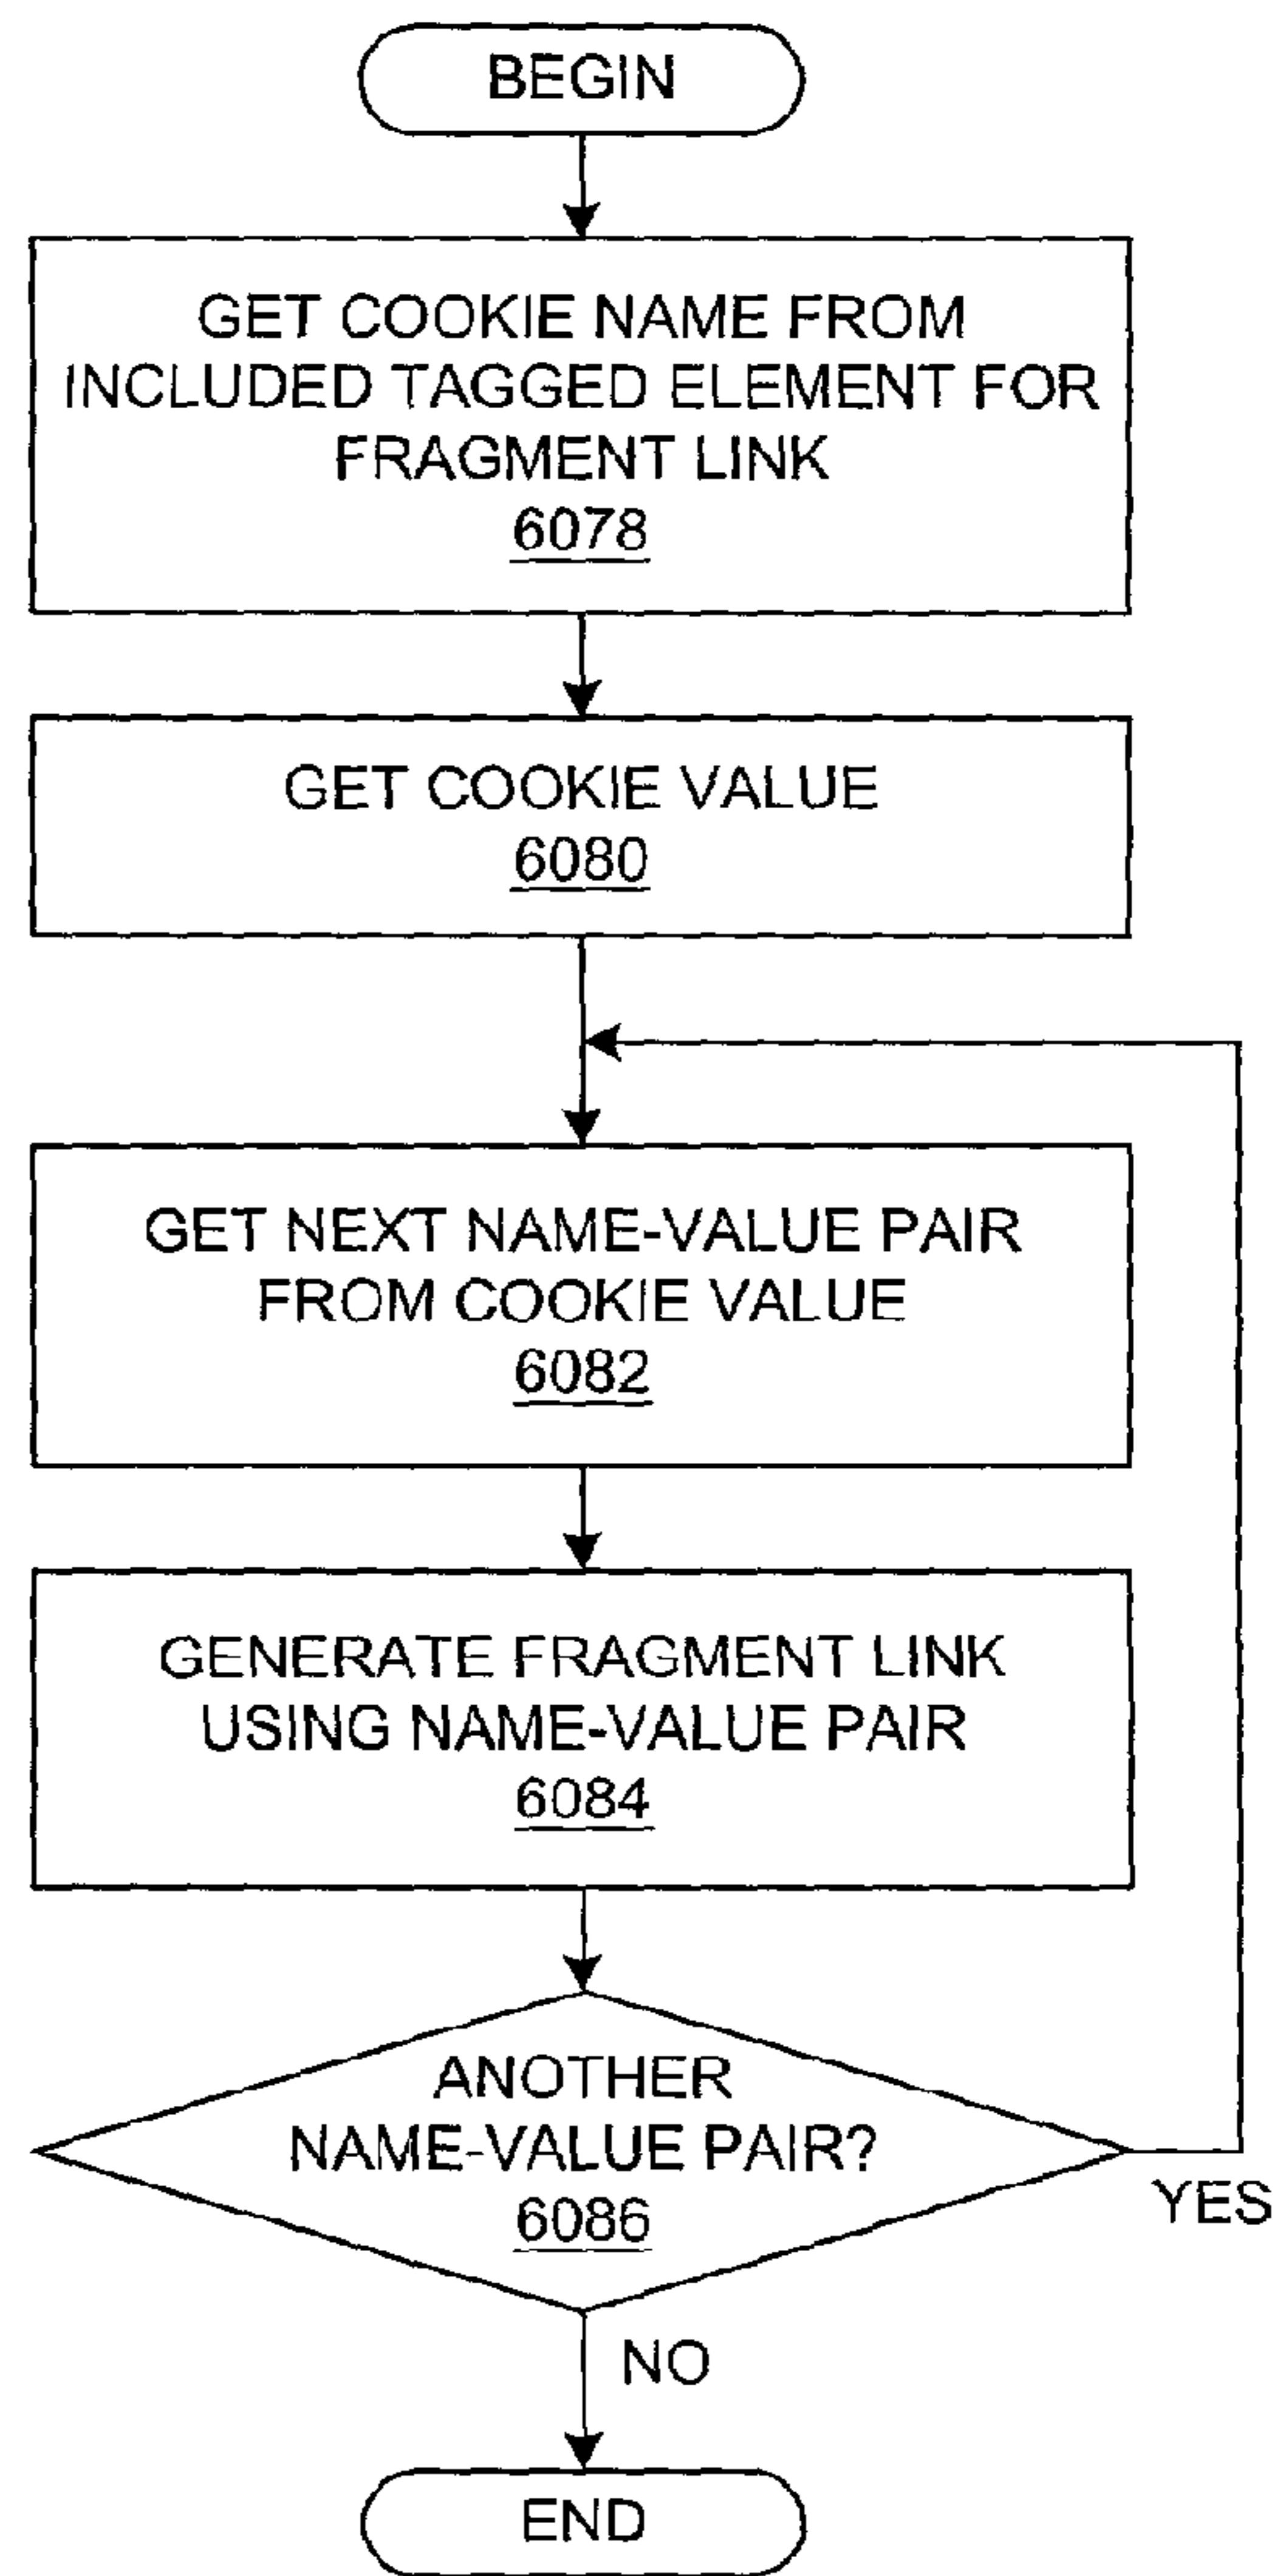 BEGIN
GET COOKIE NAME FROM
INCLUDED TAGGED ELEMENT FOR
FRAGMENT LINK
6078
GET COOKIE VALUE
6080
GET NEXT NAME-VALUE PAIR
FROM COOKIE VALUE
6082
GENERATE FRAGMENT LINK
USING NAME-VALUE PAIR
6084
ANOTHER
NAME-VALUE PAIR?
6086
YES
NO
END